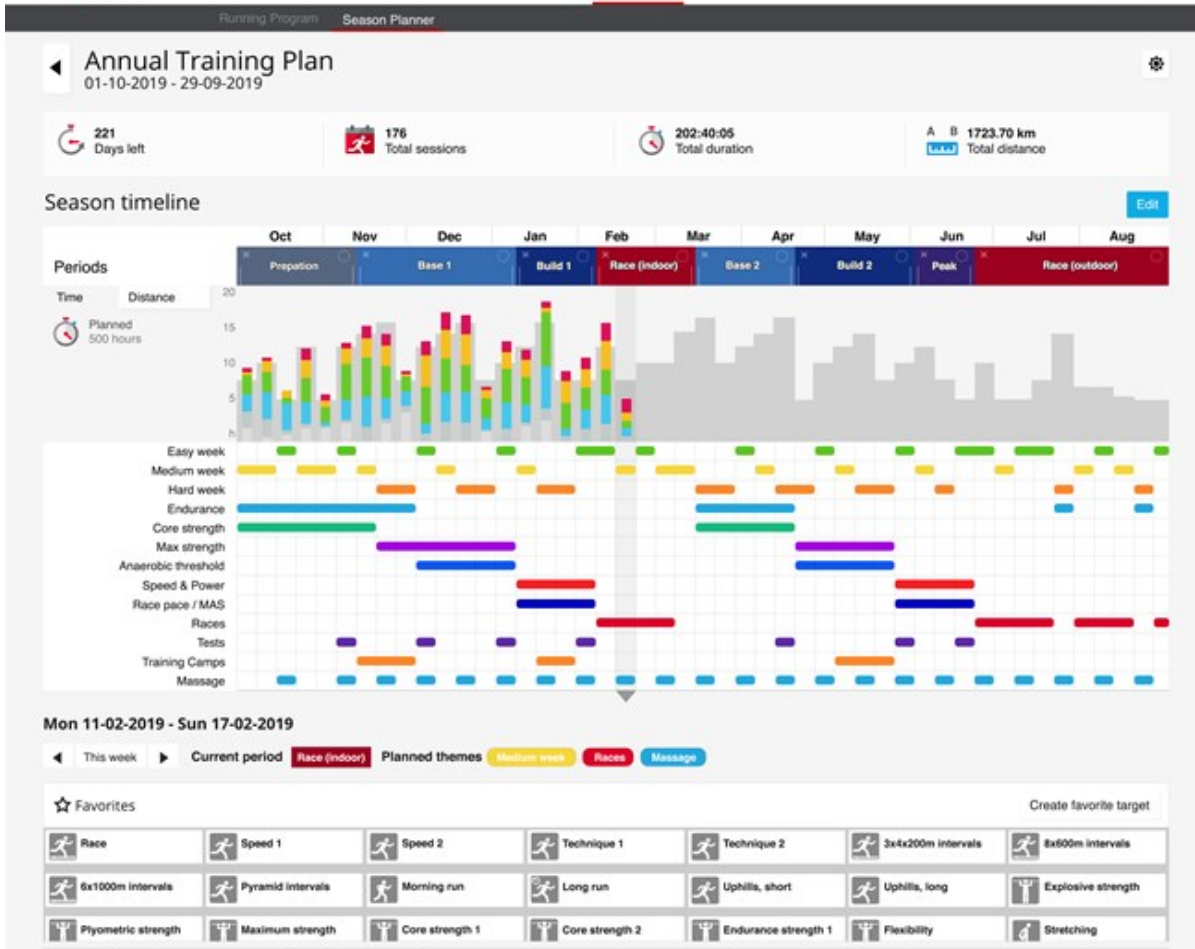 Running Program Season Planner
Annual Training Plan
01-10-2019 - 29-09-2019
221
Days left
176
Total sessions
202:40:05
Total duration
A B 1723.70 km
Total distance
Season timeline
Edit
Oct Nov Dec Jan Feb Mar Apr May Jun Jul Aug
Periods Prepation Base 1 Build 1 Race (indoor) Base 2 Build 2 Peak Race (outdoor)
Time Distance
Planned
500 hours
20
15
10
5
h
Easy week
Medium week
Hard week
Endurance
Core strength
Max strength
Anaerobic threshold
Speed & Power
Race pace / MAS
Races
Tests
Training Camps
Massage
Mon 11-02-2019 - Sun 17-02-2019
This week Current period Race (indoor) Planned themes Medium week Races Massage
Favorites Create favorite target
Race Speed 1 Speed 2 Technique 1 Technique 2 3x4x200m intervals 8x600m intervals
6x1000m intervals Pyramid intervals Morning run Long run Uphills, short Uphills, long Explosive strength
Plyometric strength Maximum strength Core strength 1 Core strength 2 Endurance strength 1 Flexibility Stretching